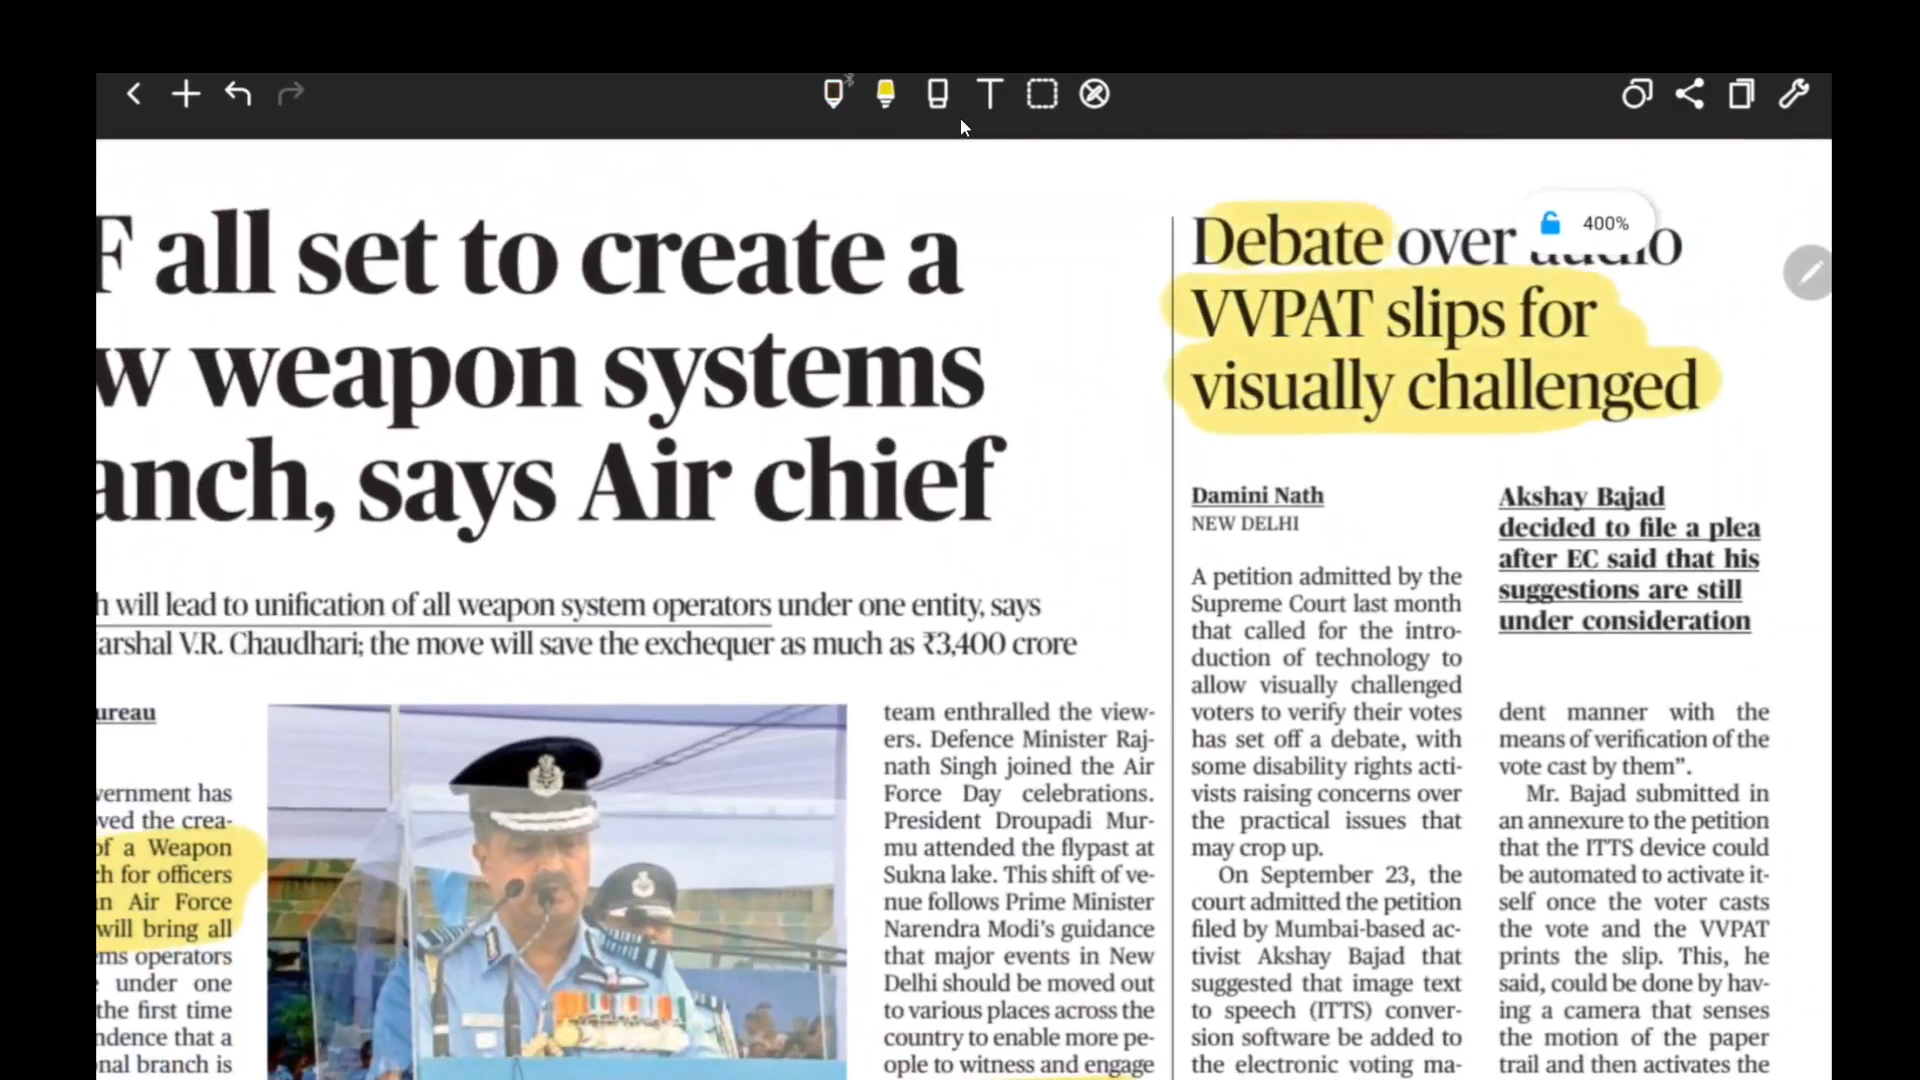 400%
F all set to create a
w weapon systems
anch, says Air chief
h will lead to unification of all weapon system operators under one entity, says
arshal V.R. Chaudhari; the move will save the exchequer as much as ₹3,400 crore
ureau
vernment has
ved the crea-
of a Weapon
ch for officers
n Air Force
will bring all
ms operators
under one
the first time
ndence that a
nal branch is
team enthralled the view-
ers. Defence Minister Raj-
nath Singh joined the Air
Force Day celebrations.
President Droupadi Mur-
mu attended the flypast at
Sukna lake. This shift of ve-
nue follows Prime Minister
Narendra Modi's guidance
that major events in New
Delhi should be moved out
to various places across the
country to enable more pe-
ople to witness and engage
Debate over audio
VVPAT slips for
visually challenged
Damini Nath
NEW DELHI
A petition admitted by the
Supreme Court last month
that called for the intro-
duction of technology to
allow visually challenged
voters to verify their votes
has set off a debate, with
some disability rights acti-
vists raising concerns over
the practical issues that
may crop up.
On September 23, the
court admitted the petition
filed by Mumbai-based ac-
tivist Akshay Bajad that
suggested that image text
to speech (ITTS) conver-
sion software be added to
the electronic voting ma-
Akshay Bajad
decided to file a plea
after EC said that his
suggestions are still
under consideration
dent manner with the
means of verification of the
vote cast by them”.
Mr. Bajad submitted in
an annexure to the petition
that the ITTS device could
be automated to activate it-
self once the voter casts
the vote and the VVPAT
prints the slip. This, he
said, could be done by hav-
ing a camera that senses
the motion of the paper
trail and then activates the